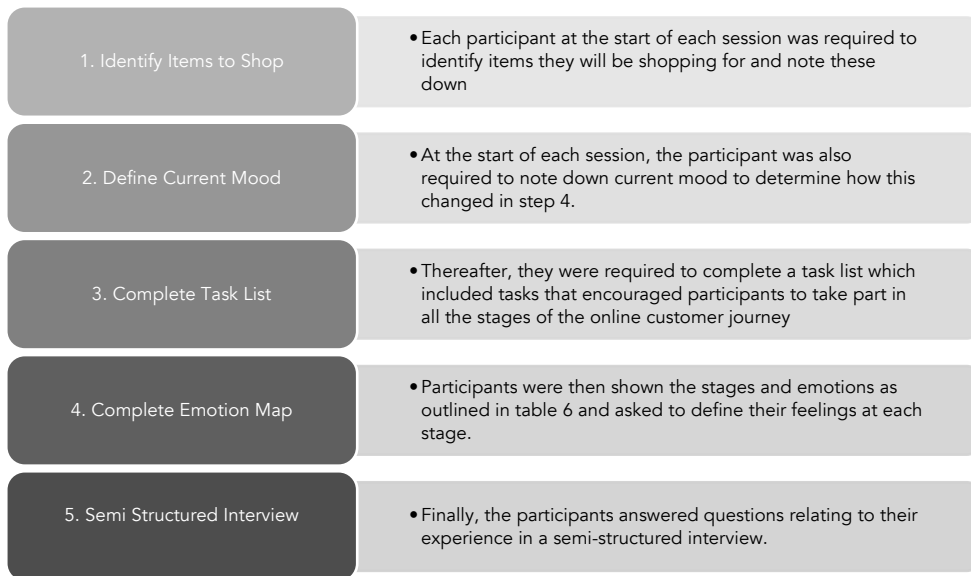 1. Identify Items to Shop
•Each participant at the start of each session was required to
identify items they will be shopping for and note these
down
2. Define Current Mood
•At the start of each session, the participant was also
required to note down current mood to determine how this
changed in step 4.
3. Complete Task List
•Thereafter, they were required to complete a task list which
included tasks that encouraged participants to take part in
all the stages of the online customer journey
4. Complete Emotion Map
•Participants were then shown the stages and emotions as
outlined in table 6 and asked to define their feelings at each
stage.
5. Semi Structured Interview
•Finally, the participants answered questions relating to their
experience in a semi-structured interview.